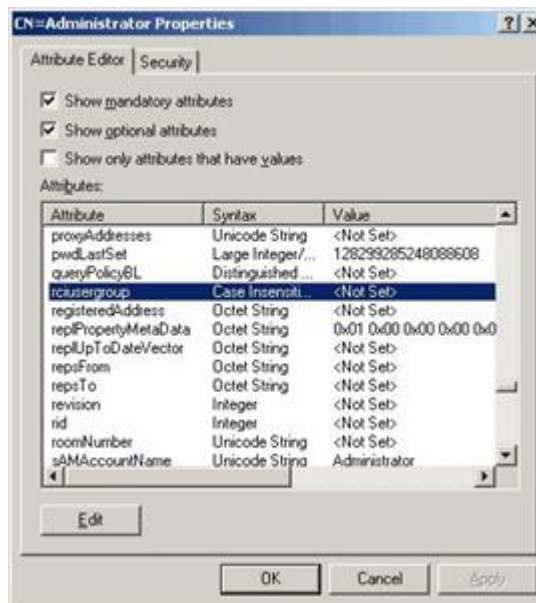 CN=Administrator Properties
Attribute Editor Security
Show mandatory attributes
Show optional attributes
Show only attributes that have values
Attributes:
Attribute Syntax Value
proxyAddresses Unicode String <Not Set>
pwdLastSet Large Integer/... 128299285248088608
queryPolicyBL Distinguished ... <Not Set>
rciusergroup Case Insensiti... <Not Set>
registeredAddress Octet String <Not Set>
replPropertyMetaData Octet String 0x01 0x00 0x00 0x00 0x0
replUpToDateVector Octet String <Not Set>
repsFrom Octet String <Not Set>
repsTo Octet String <Not Set>
revision Integer <Not Set>
rid Integer <Not Set>
roomNumber Unicode String <Not Set>
sAMAccountName Unicode String Administrator
Edit
OK Cancel Apply